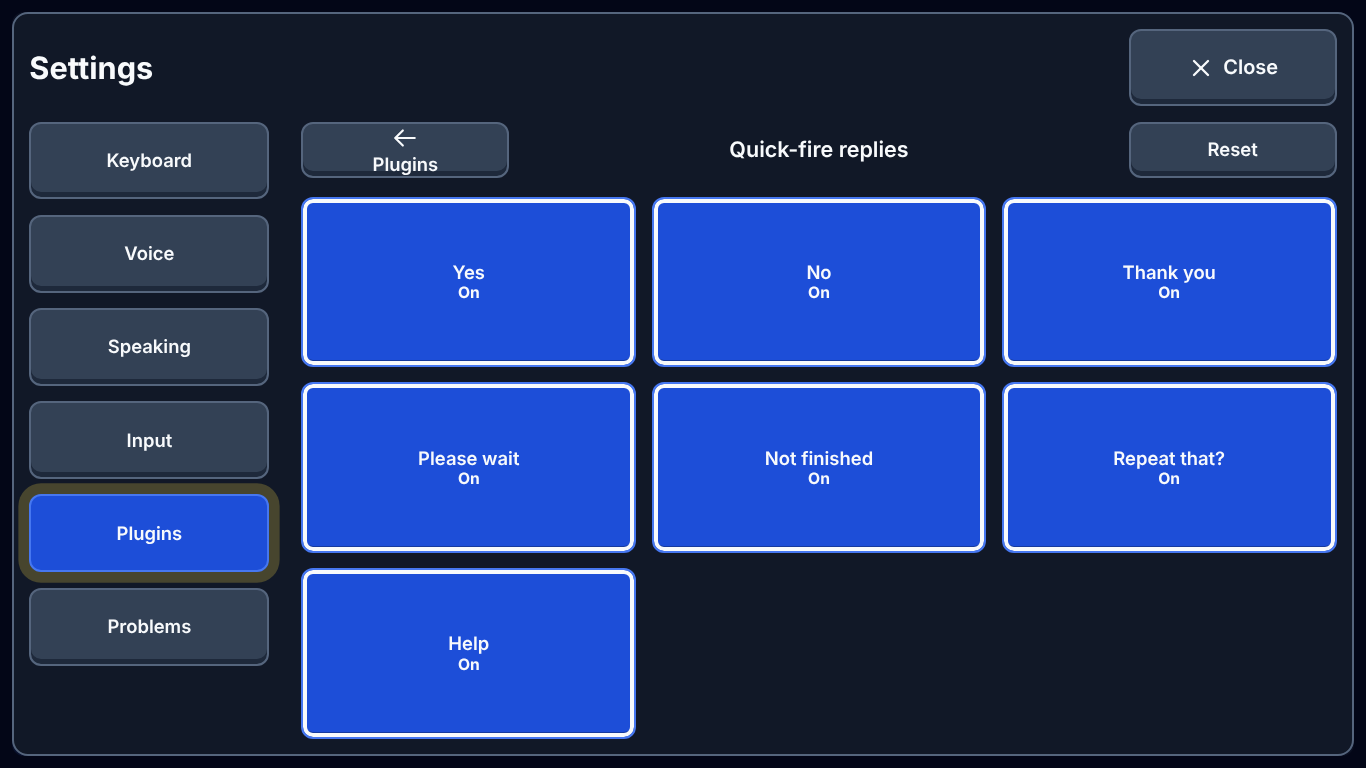 Settings
Close
Keyboard
Voice
Speaking
Input
Plugins
Problems
Plugins
Quick-fire replies
Reset
Yes
On
No
On
Thank you
On
Please wait
On
Not finished
On
Repeat that?
On
Help
On